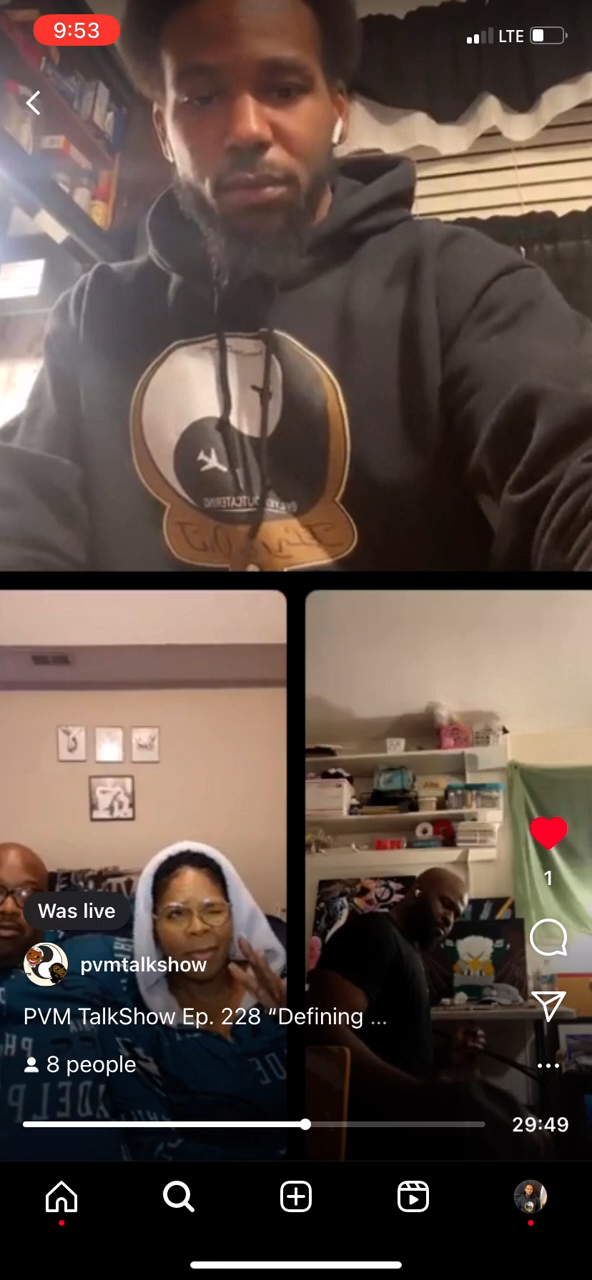 9:53
LTE
Was live
pvmtalkshow
PVM TalkShow Ep. 228 “Defining ...
8 people
1
29:49